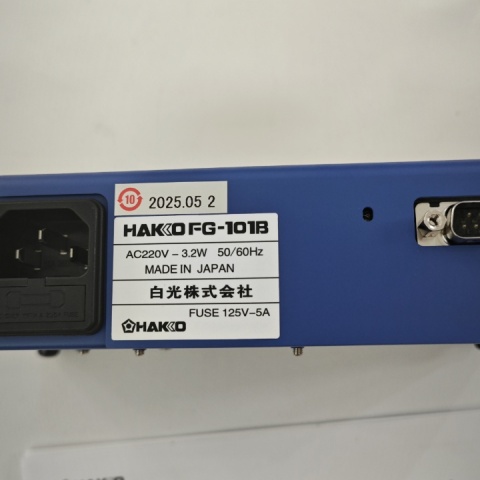 10 2025.05 2
HAKKO FG-101B
AC220V-3.2W 50/60Hz
MADE IN JAPAN
白光株式会社
FUSE 125V-5A
HAKKO